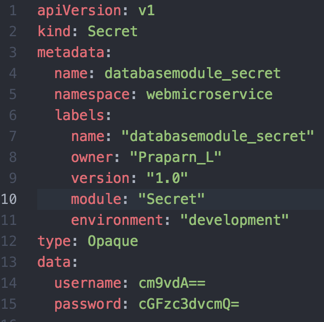 1 apiVersion: v1
2 kind: Secret
3 metadata:
4 name: databasemodule_secret
5 namespace: webmicroservice
6 labels:
7 name: "databasemodule_secret"
8 owner: "Praparn_L"
9 version: "1.0"
10 module: "Secret"
11 environment: "development"
12 type: Opaque
13 data:
14 username: cm9vdA==
15 password: cGFzc3dvcmQ=